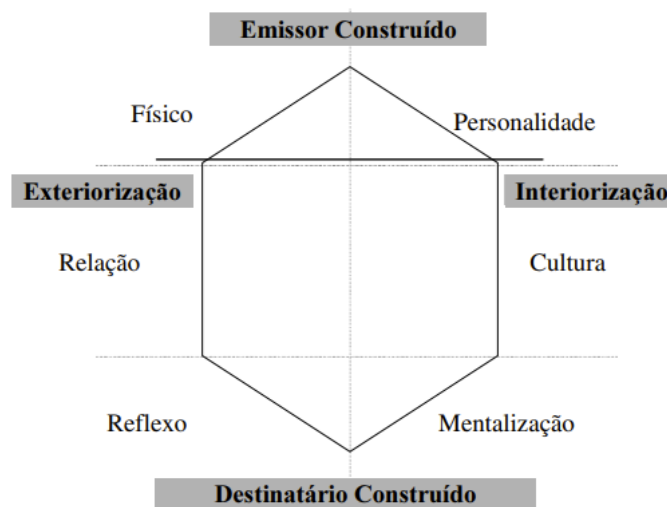 Emissor Construído
Físico
Personalidade
Exteriorização
Interiorização
Relação
Cultura
Reflexo
Mentalização
Destinatário Construído